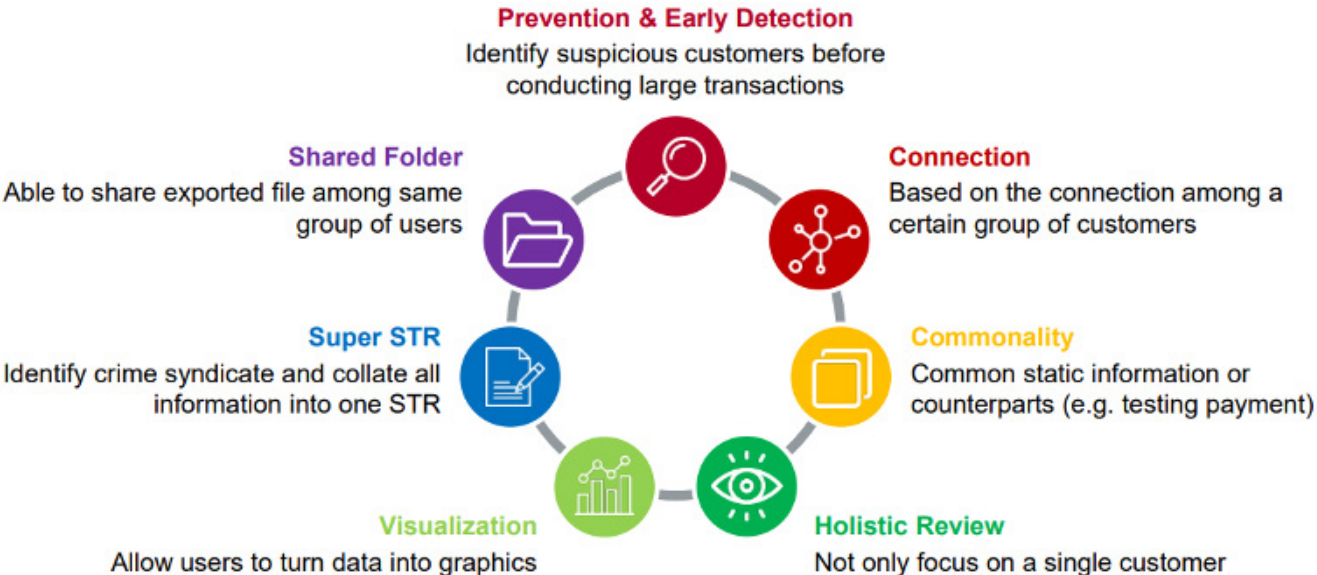 Prevention & Early Detection
Identify suspicious customers before
conducting large transactions
Connection
Based on the connection among a
certain group of customers
Commonality
Common static information or
counterparts (e.g. testing payment)
Holistic Review
Not only focus on a single customer
Visualization
Allow users to turn data into graphics
Super STR
Identify crime syndicate and collate all
information into one STR
Shared Folder
Able to share exported file among same
group of users